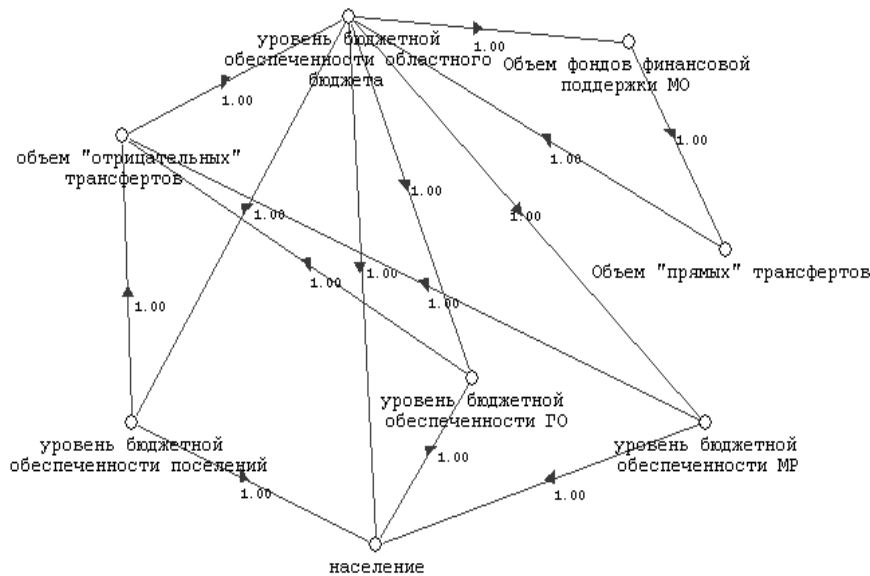 уровень бюджетной
обеспеченности областного
бюджета
1.00
Объем фондов финансовой
поддержки МО
1.00
1.00
1.00
объем "отрицательных"
трансфертов
1.00
1.00
1.00
Объем "прямых" трансфертов
1.00
1.00
1.00
1.00
уровень бюджетной
обеспеченности ГО
уровень бюджетной
обеспеченности поселений
уровень бюджетной
обеспеченности МР
1.00
1.00
1.00
население